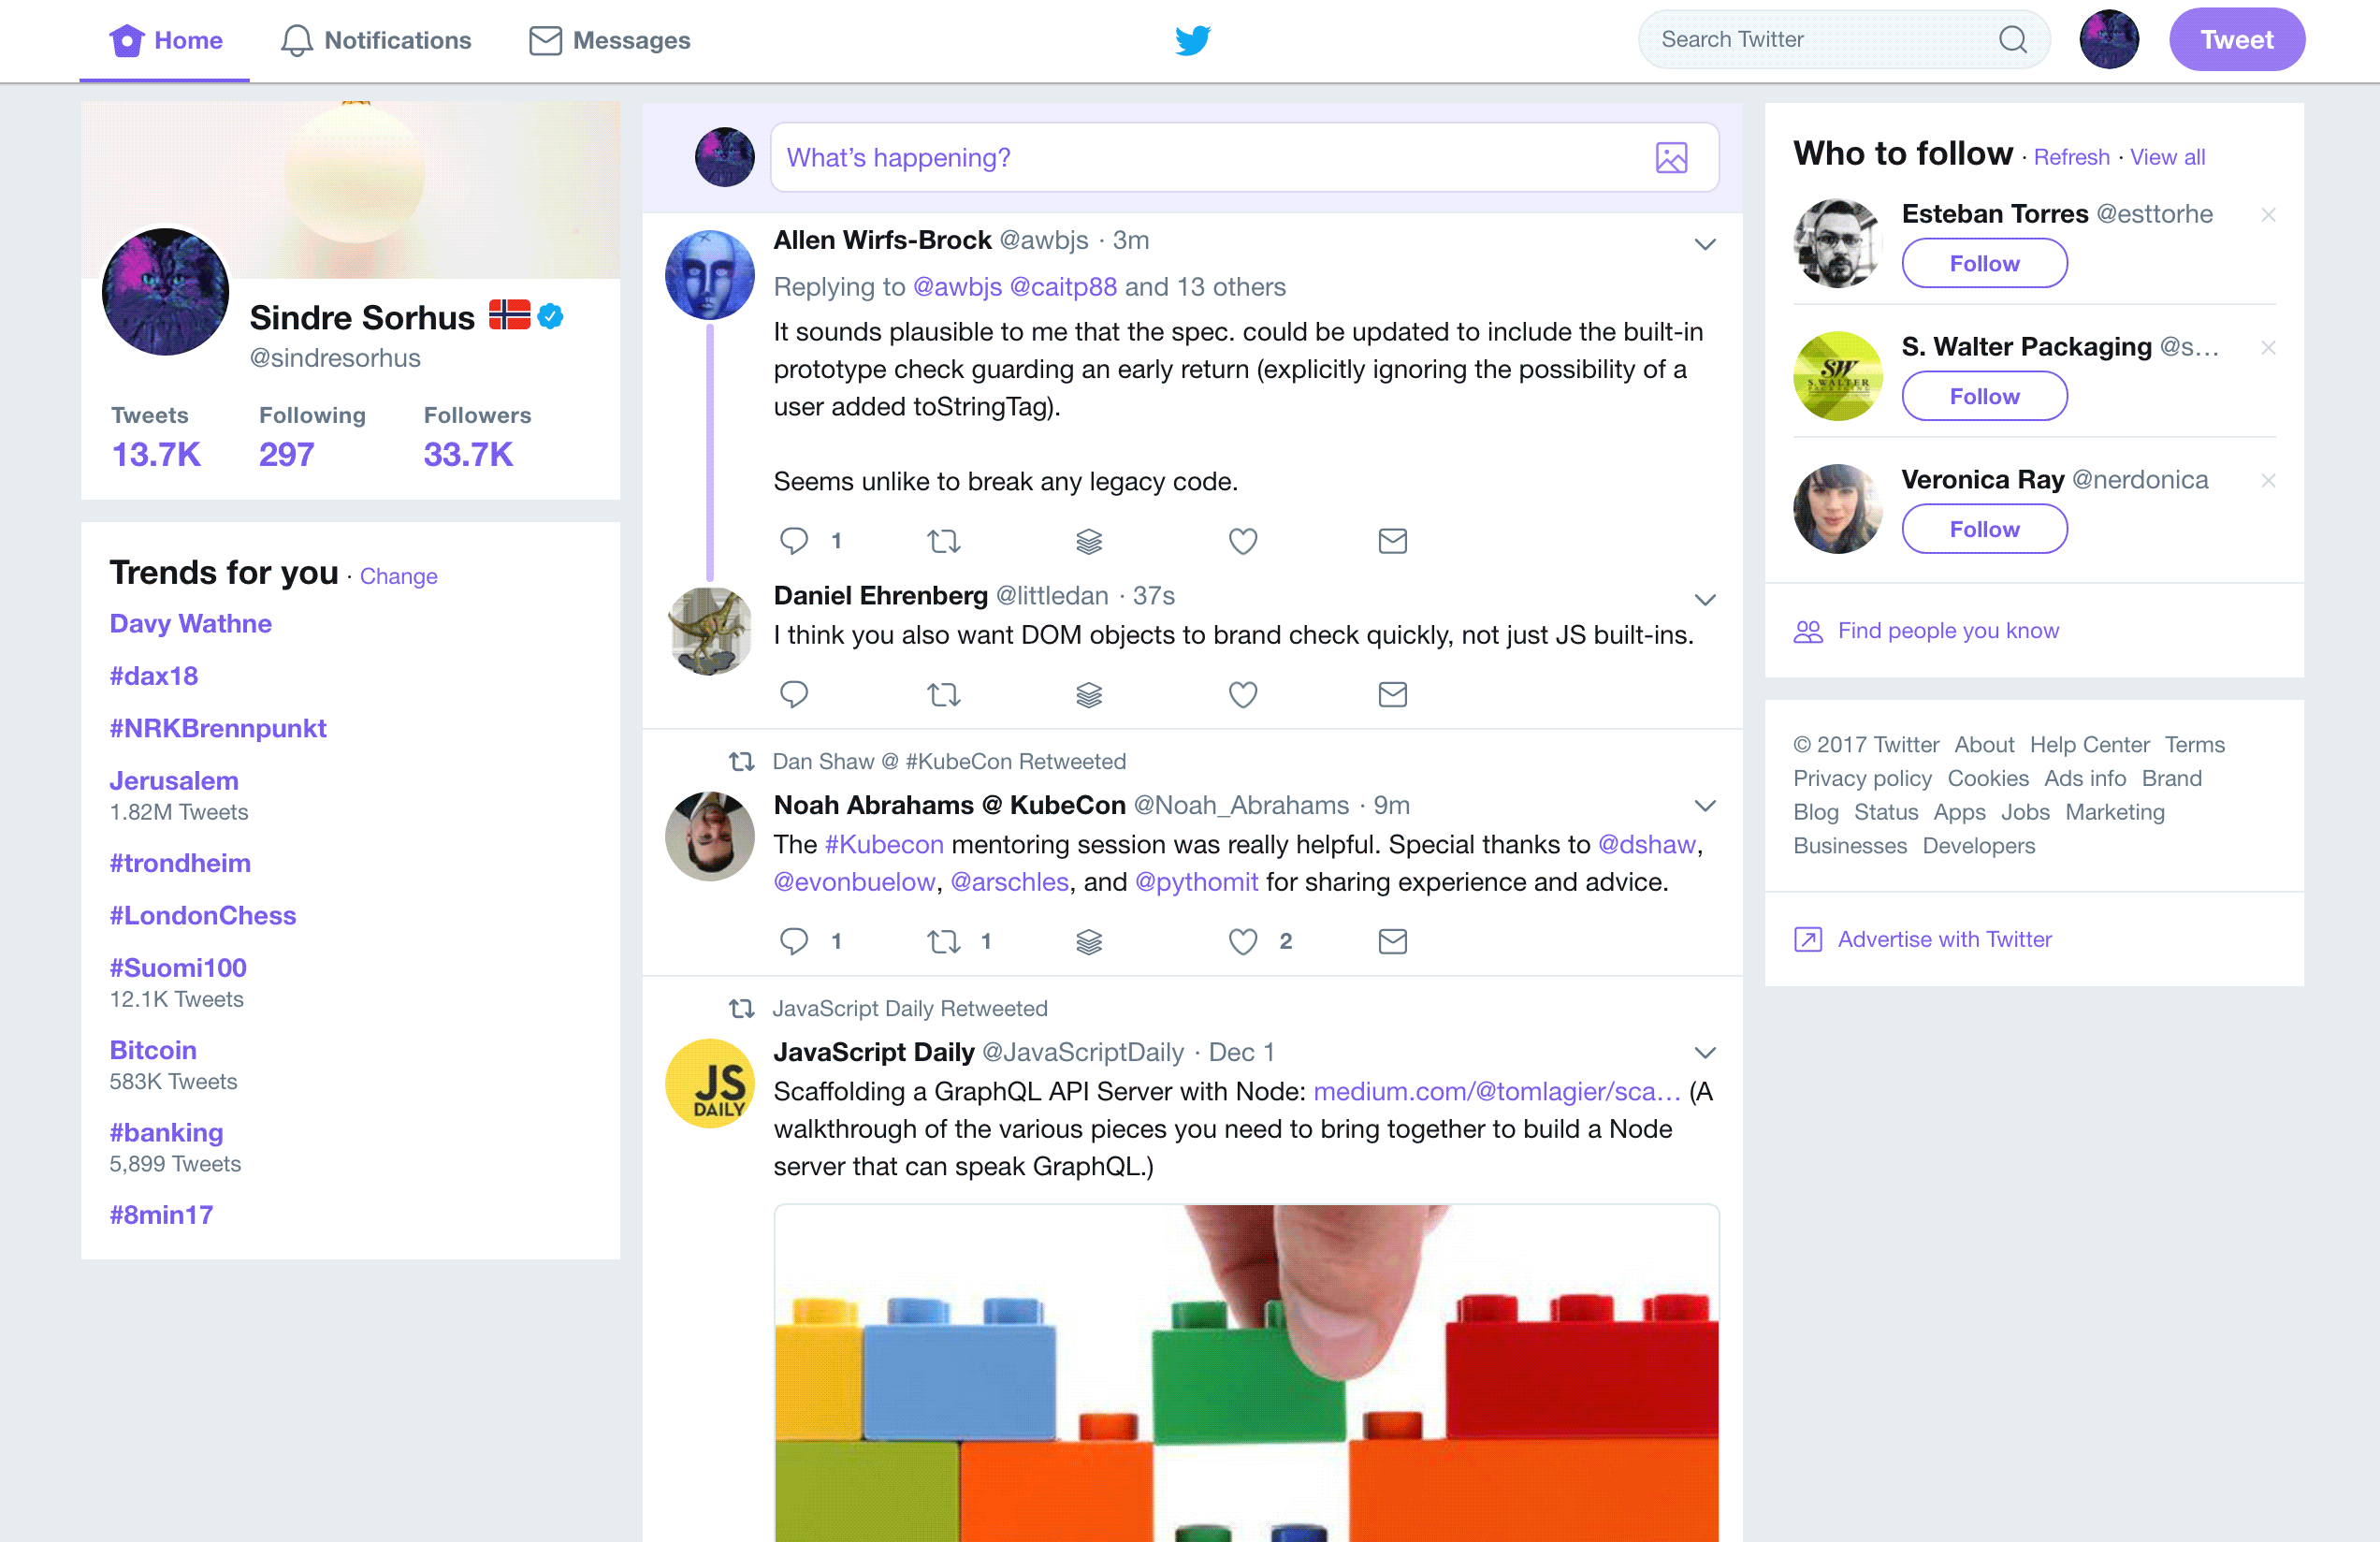 Home
Notifications
Messages
Search Twitter
Tweet
Sindre Sorhus
@sindresorhus
Tweets Following Followers
13.7K 297 33.7K
Trends for you · Change
Davy Wathne
#dax18
#NRKBrennpunkt
Jerusalem
1.82M Tweets
#trondheim
#LondonChess
#Suomi100
12.1K Tweets
Bitcoin
583K Tweets
#banking
5,899 Tweets
#8min17
What's happening?
Allen Wirfs-Brock @awbjs · 3m
Replying to @awbjs @caitp88 and 13 others
It sounds plausible to me that the spec. could be updated to include the built-in
prototype check guarding an early return (explicitly ignoring the possibility of a
user added toStringTag).
Seems unlike to break any legacy code.
1
Daniel Ehrenberg @littledan · 37s
I think you also want DOM objects to brand check quickly, not just JS built-ins.
Dan Shaw @ #KubeCon Retweeted
Noah Abrahams @ KubeCon @Noah_Abrahams · 9m
The #Kubecon mentoring session was really helpful. Special thanks to @dshaw,
@evonbuelow, @arschles, and @pythomit for sharing experience and advice.
1 1 2
JavaScript Daily Retweeted
JavaScript Daily @JavaScriptDaily · Dec 1
JS
DAILY
Scaffolding a GraphQL API Server with Node: medium.com/@tomlagier/sca… (A
walkthrough of the various pieces you need to bring together to build a Node
server that can speak GraphQL.)
Who to follow · Refresh · View all
Esteban Torres @esttorhe
Follow
S. Walter Packaging @s…
SW
S.WALTER
Follow
Veronica Ray @nerdonica
Follow
Find people you know
© 2017 Twitter About Help Center Terms
Privacy policy Cookies Ads info Brand
Blog Status Apps Jobs Marketing
Businesses Developers
Advertise with Twitter